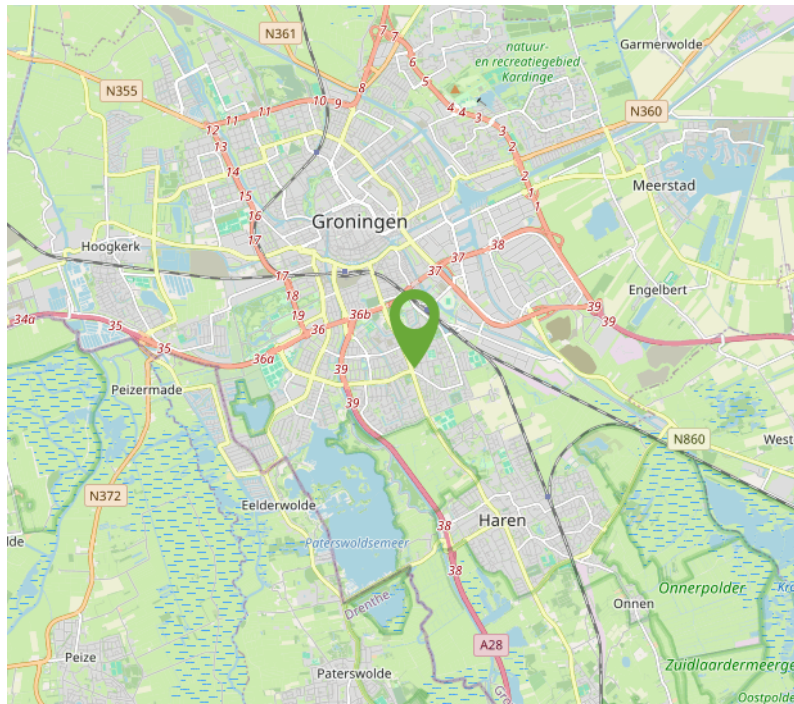 N361
7
7
natuur-
en recreatiegebied
Kardinge
Garmerwolde
6
5
8
N355
10
9
11
11
12
4
4
3
3
N360
13
2
14
2
Meerstad
15
1
1
16
Groningen
17
38
Hoogkerk
37
17
37
18
Engelbert
39
34a
35
19
36b
36
39
35
36a
39
Peizermade
39
N860
West
N372
Eelderwolde
Haren
38
lde
Paterswoldsemeer
38
Onnerpolder
Kro
Drenthe
Onnen
A28
Peize
Zuidlaardermeerge
Paterswolde
Gro
Oostpolde